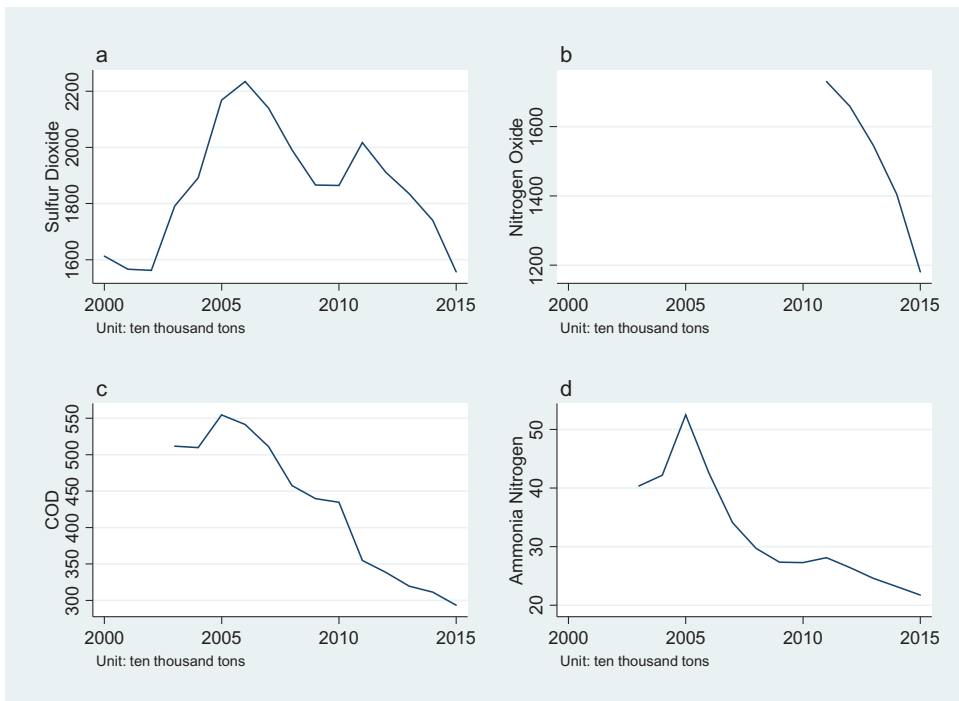 a
Sulfur Dioxide
2200
2000
1800
1600
2000 2005 2010 2015
Unit: ten thousand tons
b
Nitrogen Oxide
1600
1400
1200
2000 2005 2010 2015
Unit: ten thousand tons
c
COD
550
500
450
400
350
300
2000 2005 2010 2015
Unit: ten thousand tons
d
Ammonia Nitrogen
50
40
30
20
2000 2005 2010 2015
Unit: ten thousand tons